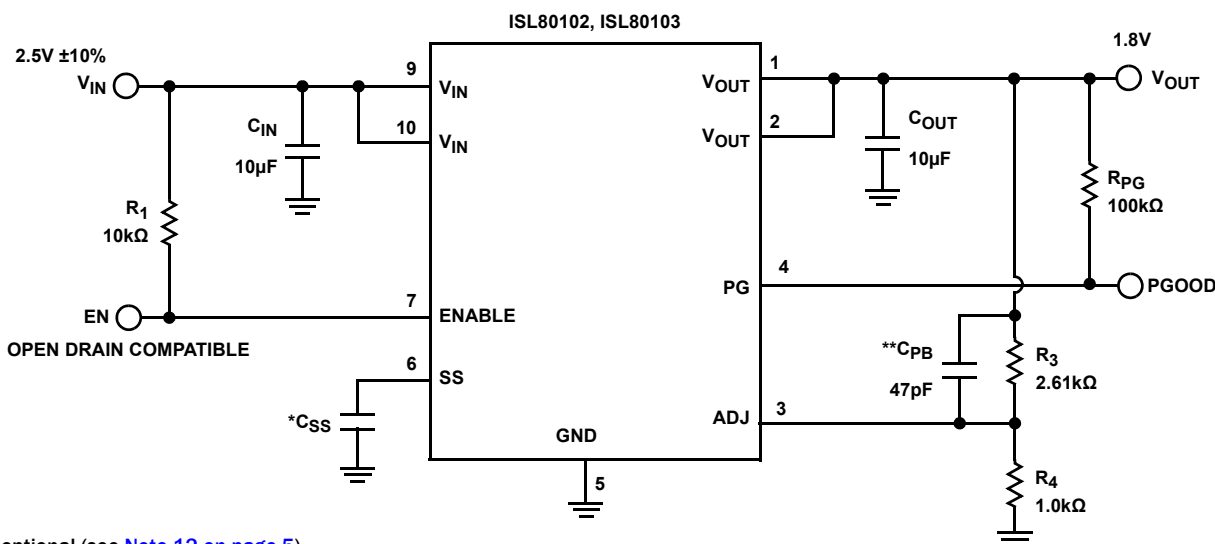 ISL80102, ISL80103
2.5V ±10%
VIN
9
VIN
CIN
10µF
10
VIN
R1
10kΩ
EN
7
ENABLE
OPEN DRAIN COMPATIBLE
6
SS
*CSS
GND
5
1.8V
1
VOUT
VOUT
2
VOUT
COUT
10µF
RPG
100kΩ
4
PG
PGOOD
**CPB
47pF
R3
2.61kΩ
3
ADJ
R4
1.0kΩ
optional (see Note 12 on page 5)